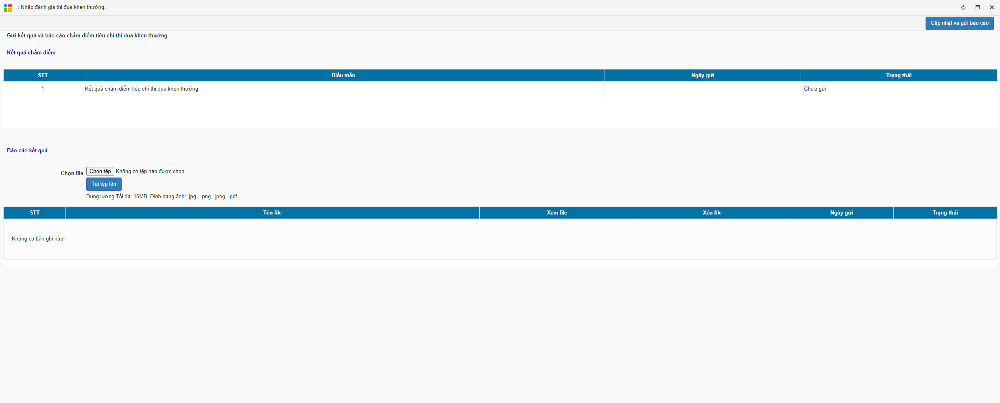 .: Nhập đánh giá thi đua khen thưởng:.
Cập nhật và gửi báo cáo
Gửi kết quả và báo cáo chấm điểm tiêu chí thi đua khen thưởng
Kết quả chấm điểm
STT Biểu mẫu Ngày gửi Trạng thái
1 Kết quả chấm điểm tiêu chí thi đua khen thưởng Chưa gửi
Báo cáo kết quả
Chọn file Chọn tệp Không có tệp nào được chọn
Tải tệp lên
Dung lượng Tối đa: 16MB. Định dạng ảnh: .jpg , .png, .jpeg, .pdf
STT Tên file Xem file Xóa file Ngày gửi Trạng thái
Không có bản ghi nào!